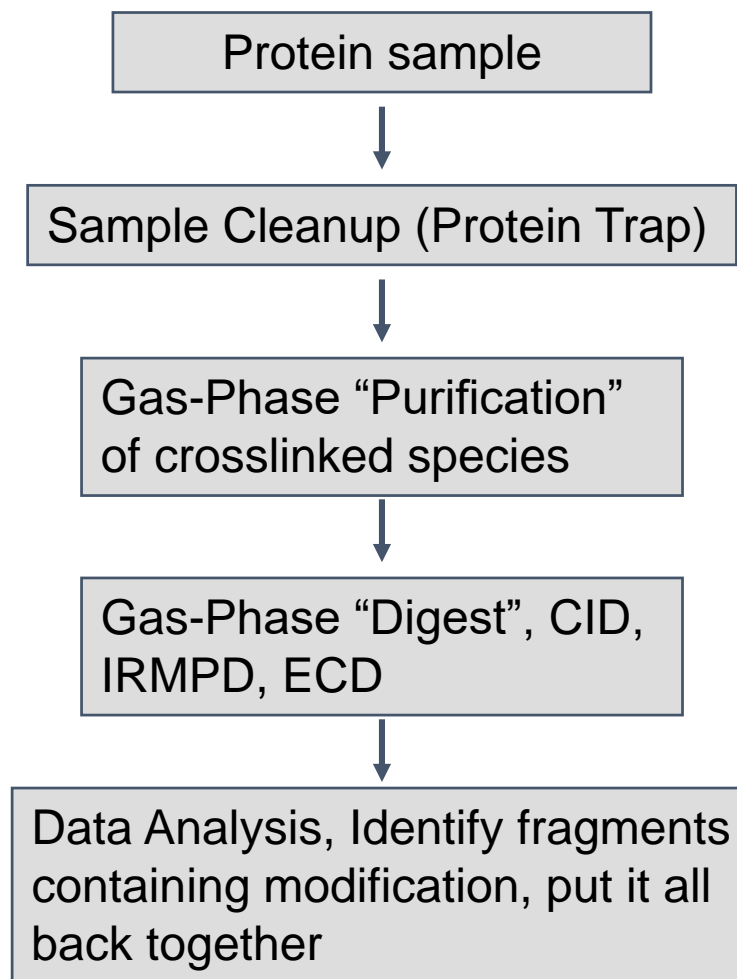 Protein sample
Sample Cleanup (Protein Trap)
Gas-Phase “Purification”
of crosslinked species
Gas-Phase “Digest”, CID,
IRMPD, ECD
Data Analysis, Identify fragments
containing modification, put it all
back together